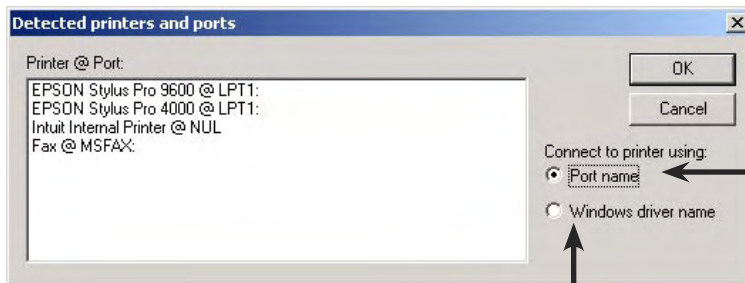 Detected printers and ports
Printer @ Port:
EPSON Stylus Pro 9600 @ LPT1:
EPSON Stylus Pro 4000 @ LPT1:
Intuit Internal Printer @ NUL
Fax @ MSFAX:
OK
Cancel
Connect to printer using:
Port name
Windows driver name